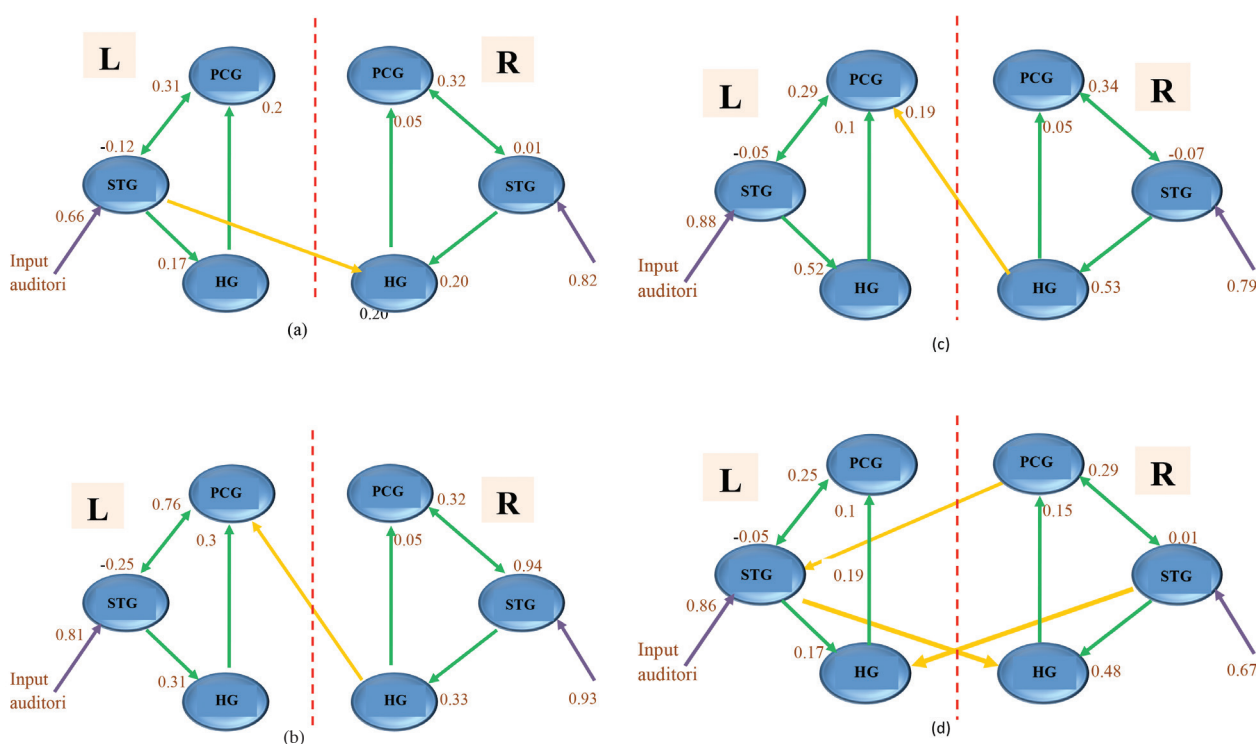 L
PCG
0.31
0.2
-0.12
STG
0.66
Input
auditori
0.17
HG
PCG
R
0.32
0.05
0,01
STG
HG
0.20
0.82
0.20
(a)
L
PCG
0.29
0.1
0.19
-0.05
STG
0.88
Input
auditori
0.52
HG
PCG
0.34
R
0.05
-0,07
STG
HG
0.53
0.79
(c)
L
PCG
0.76
0.3
-0.25
STG
0.81
Input
auditori
0.31
HG
PCG
0.32
R
0.05
0.94
STG
HG
0.33
0.93
(b)
L
PCG
0.25
0.1
-0.05
STG
0.19
0.86
Input
auditori
0.17
HG
PCG
0.29
R
0.15
0,01
STG
HG
0.48
0.67
(d)